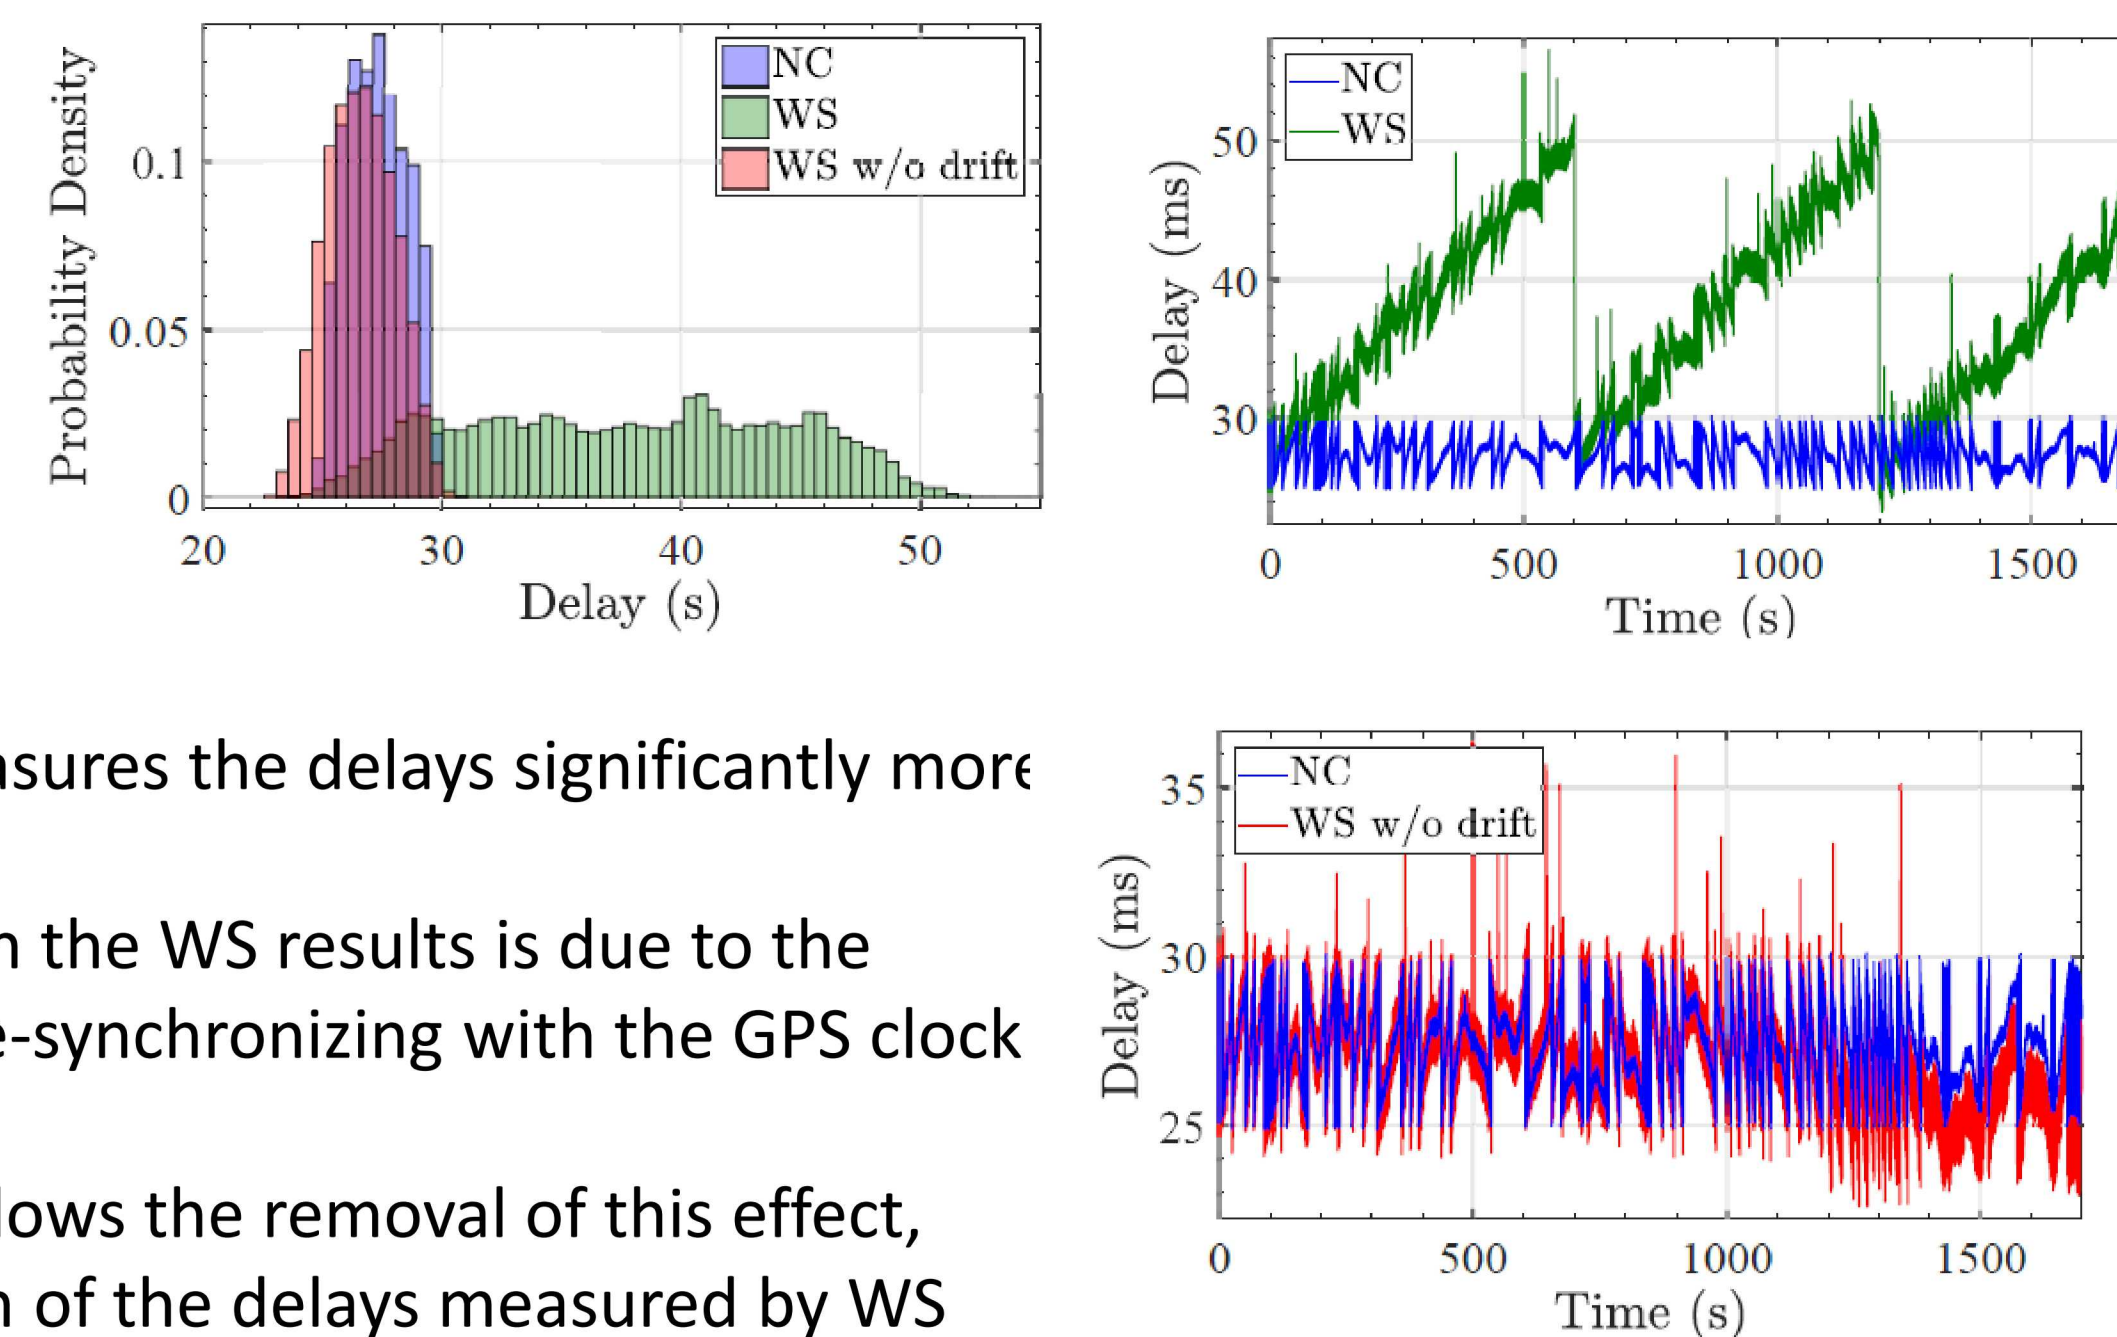 Probability Density
0.1
0.05
0
20 30 40 50
Delay (s)
NC
WS
WS w/o drift
Delay (ms)
50
40
30
0 500 1000 1500
Time (s)
NC
WS
asures the delays significantly more
n the WS results is due to the
e-synchronizing with the GPS clock
lows the removal of this effect,
n of the delays measured by WS
Delay (ms)
35
30
25
0 500 1000 1500
Time (s)
NC
WS w/o drift